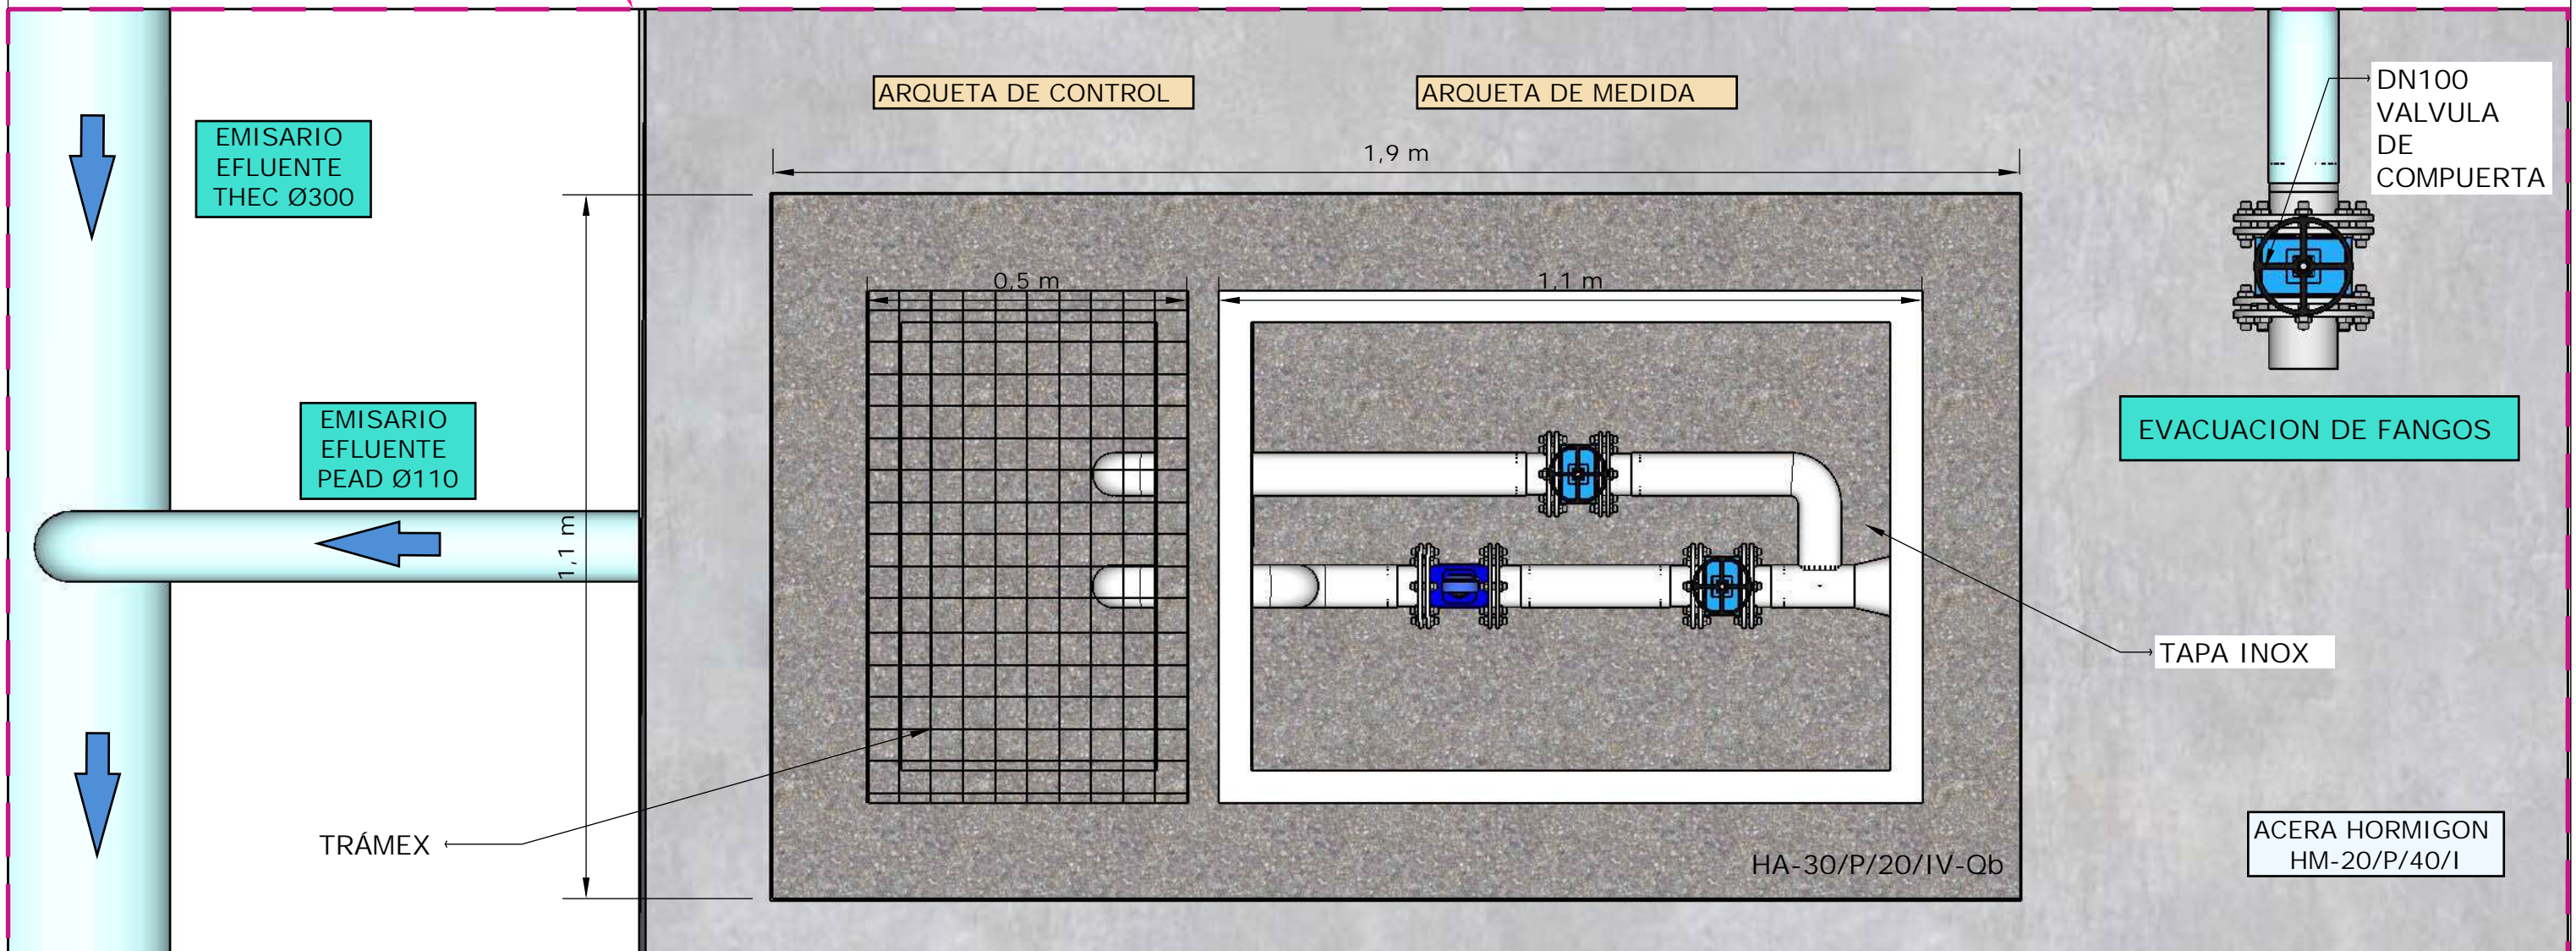 ARQUETA DE CONTROL
ARQUETA DE MEDIDA
DN100
VALVULA
DE
COMPUERTA
EMISARIO
EFLUENTE
THEC Ø300
1,9 m
0,5 m
1,1 m
EMISARIO
EFLUENTE
PEAD Ø110
EVACUACION DE FANGOS
1,1 m
TAPA INOX
TRÁMEX
HA-30/P/20/IV-Qb
ACERA HORMIGON
HM-20/P/40/I